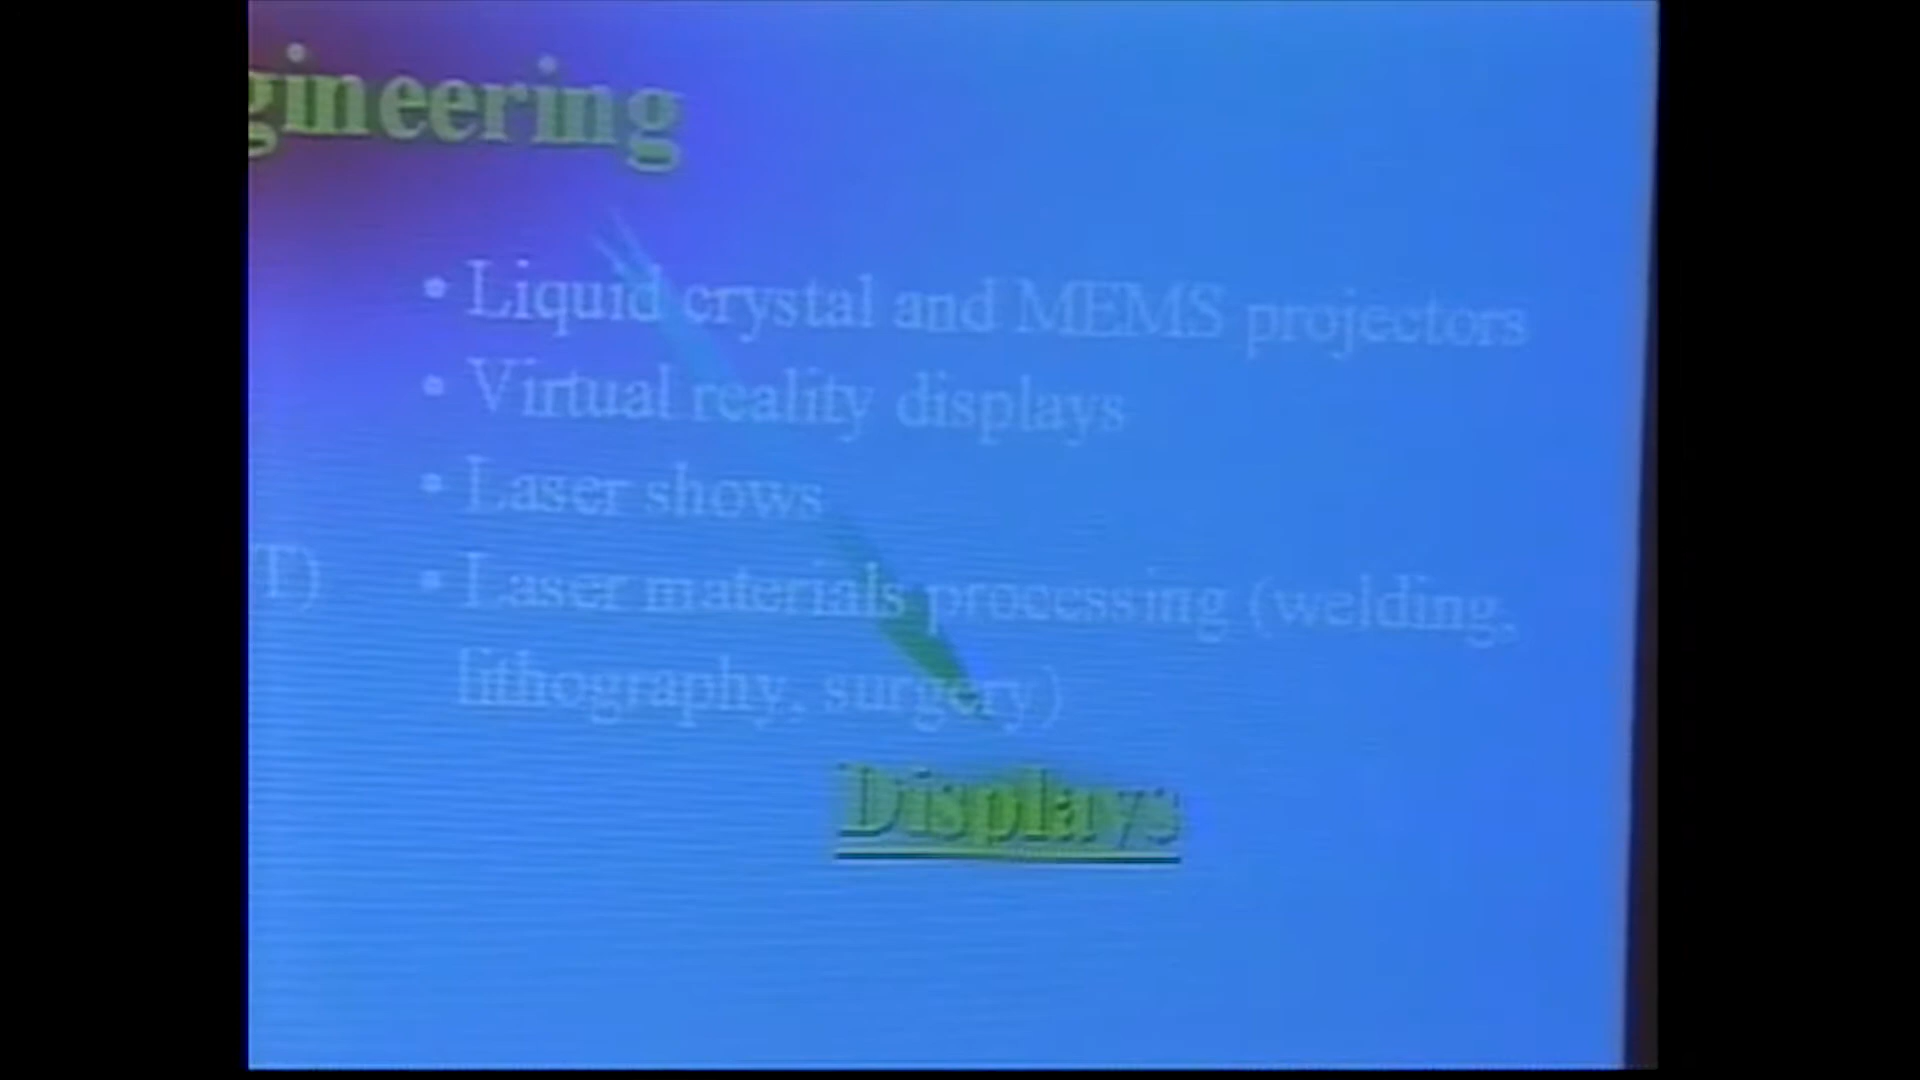 gineering
• Liquid crystal and MEMS projectors
• Virtual reality displays
• Laser shows
T)
• Laser materials processing (welding,
lithography, surgery)
Displays